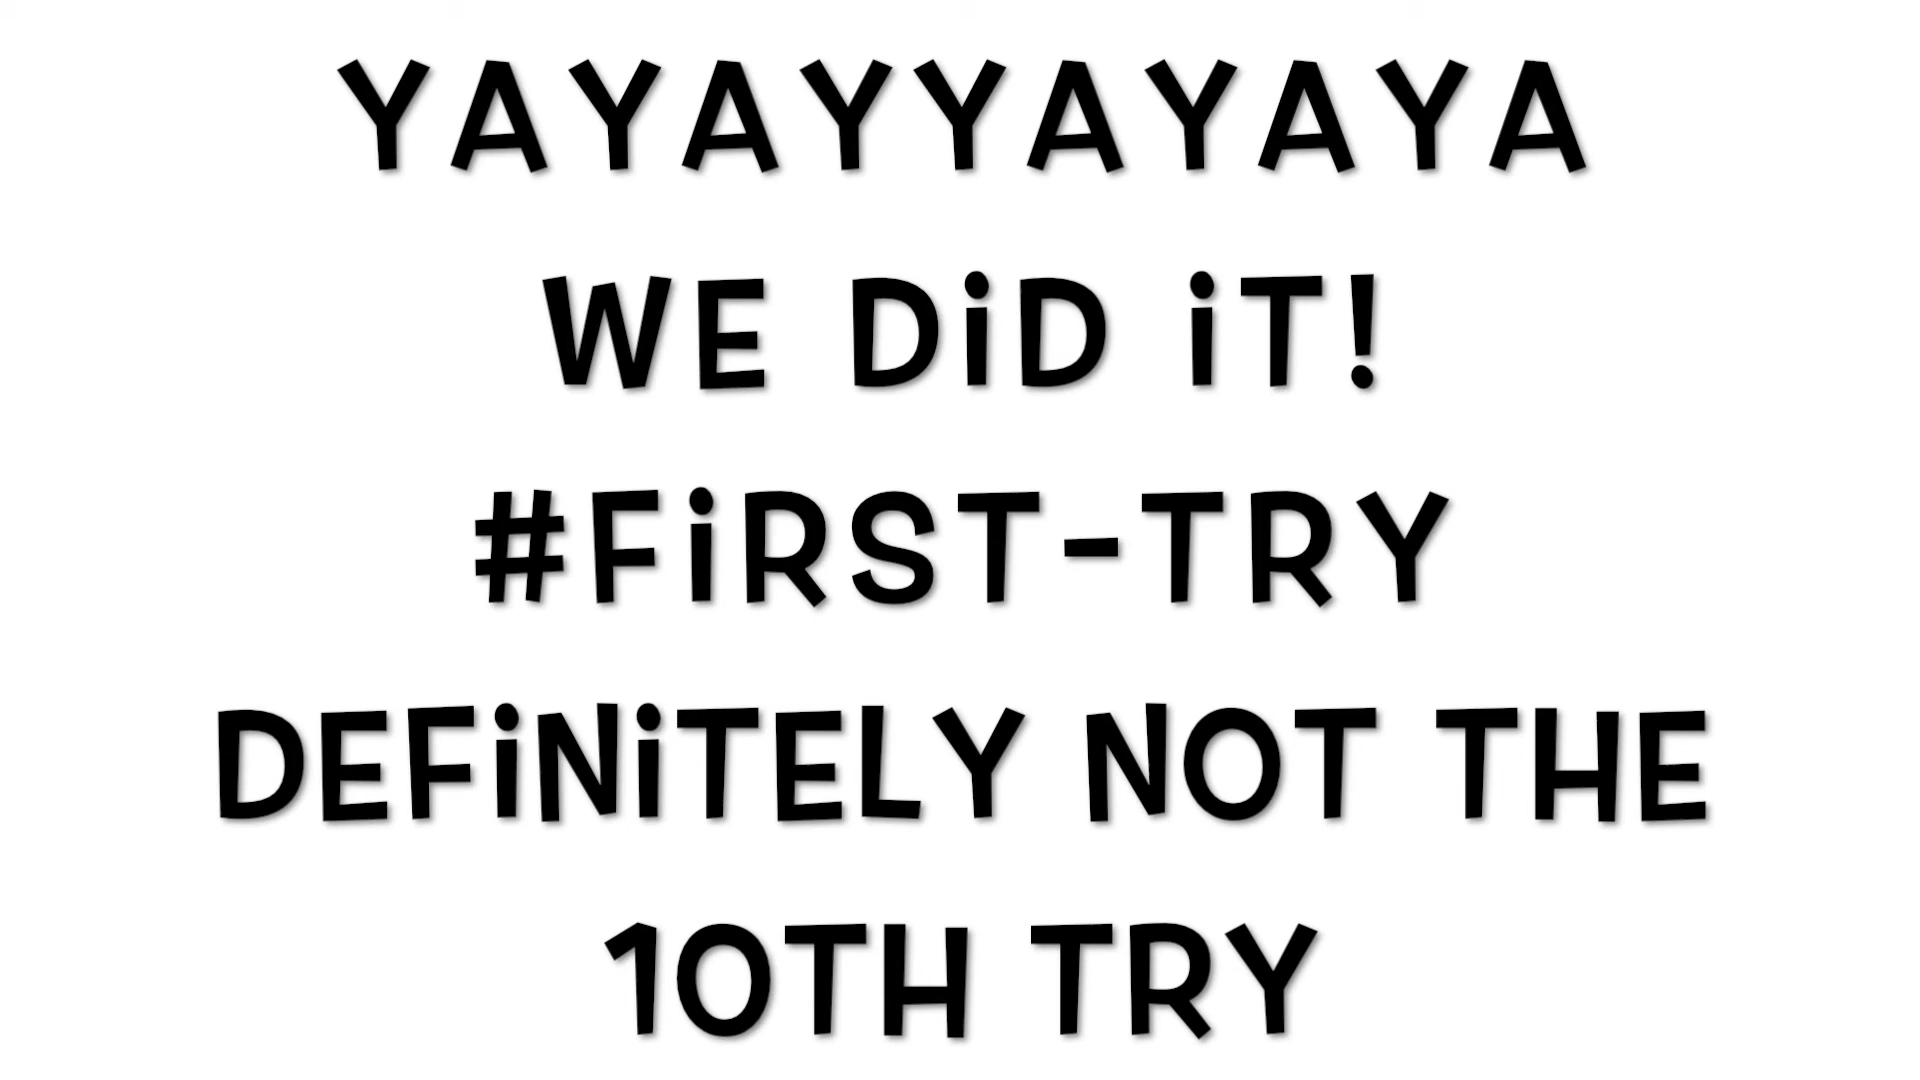 YAYAYYAYAYA
WE DiD iT!
#FiRST-TRY
DEFiNiTELY NOT THE
10TH TRY